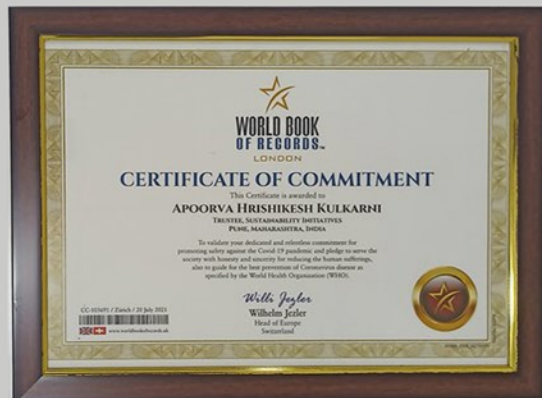 WORLD BOOK
OF RECORDS™
LONDON
CERTIFICATE OF COMMITMENT
This Certificate is awarded to
APOORVA HRISHIKESH KULKARNI
TRUSTEE, SUSTAINABILITY INITIATIVES
PUNE, MAHARASHTRA, INDIA
To validate your dedicated and relentless commitment for
promoting safety against the Covid-19 pandemic and pledge to serve the
society with honesty and sincerity for reducing the human sufferings,
also to guide for the best prevention of Coronavirus disease as
specified by the World Health Organization (WHO).
Willi Jezler
Wilhelm Jezler
Head of Europe
Switzerland
/ Zurich / 20 July 2021
www.worldbookofrecords.uk